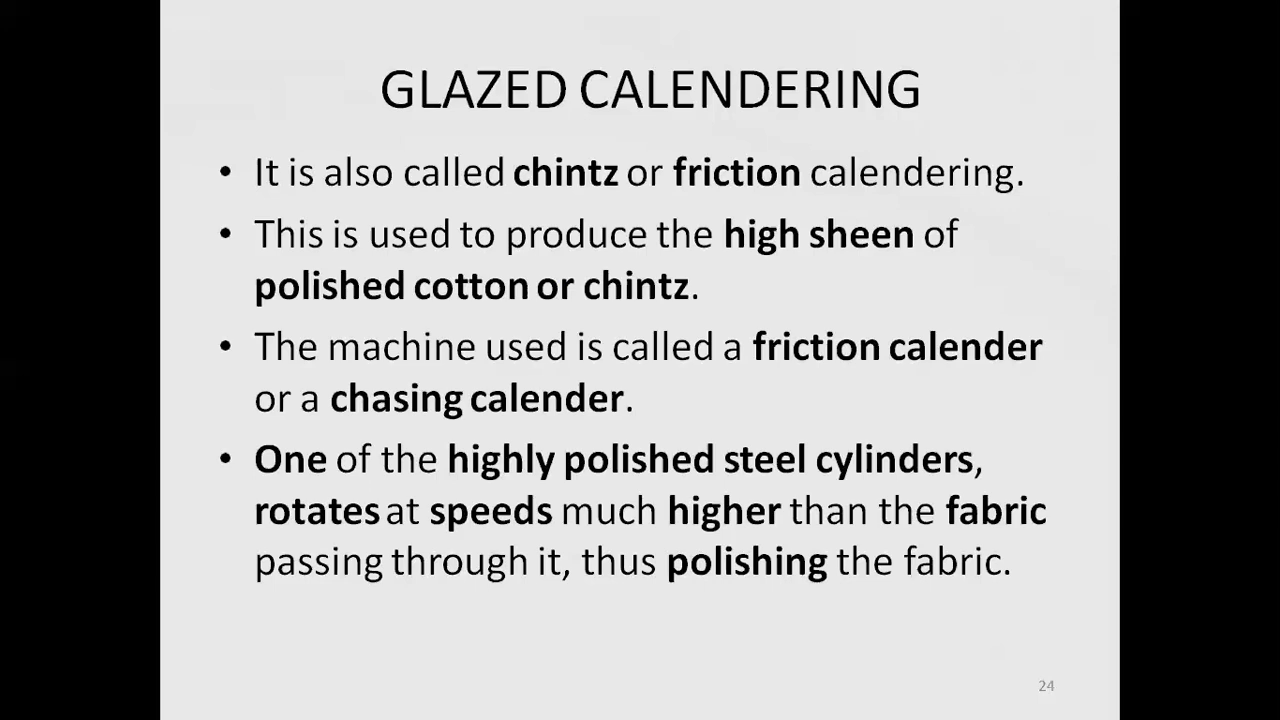 GLAZED CALENDERING
• It is also called chintz or friction calendering.
• This is used to produce the high sheen of
polished cotton or chintz.
• The machine used is called a friction calender
or a chasing calender.
• One of the highly polished steel cylinders,
rotates at speeds much higher than the fabric
passing through it, thus polishing the fabric.
24